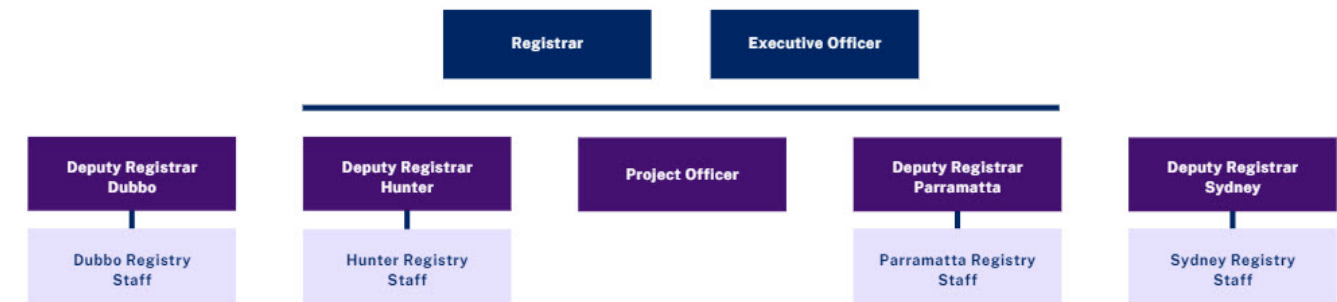 Registrar
Executive Officer
Deputy Registrar
Dubbo
Deputy Registrar
Hunter
Project Officer
Deputy Registrar
Parramatta
Deputy Registrar
Sydney
Dubbo Registry
Staff
Hunter Registry
Staff
Parramatta Registry
Staff
Sydney Registry
Staff